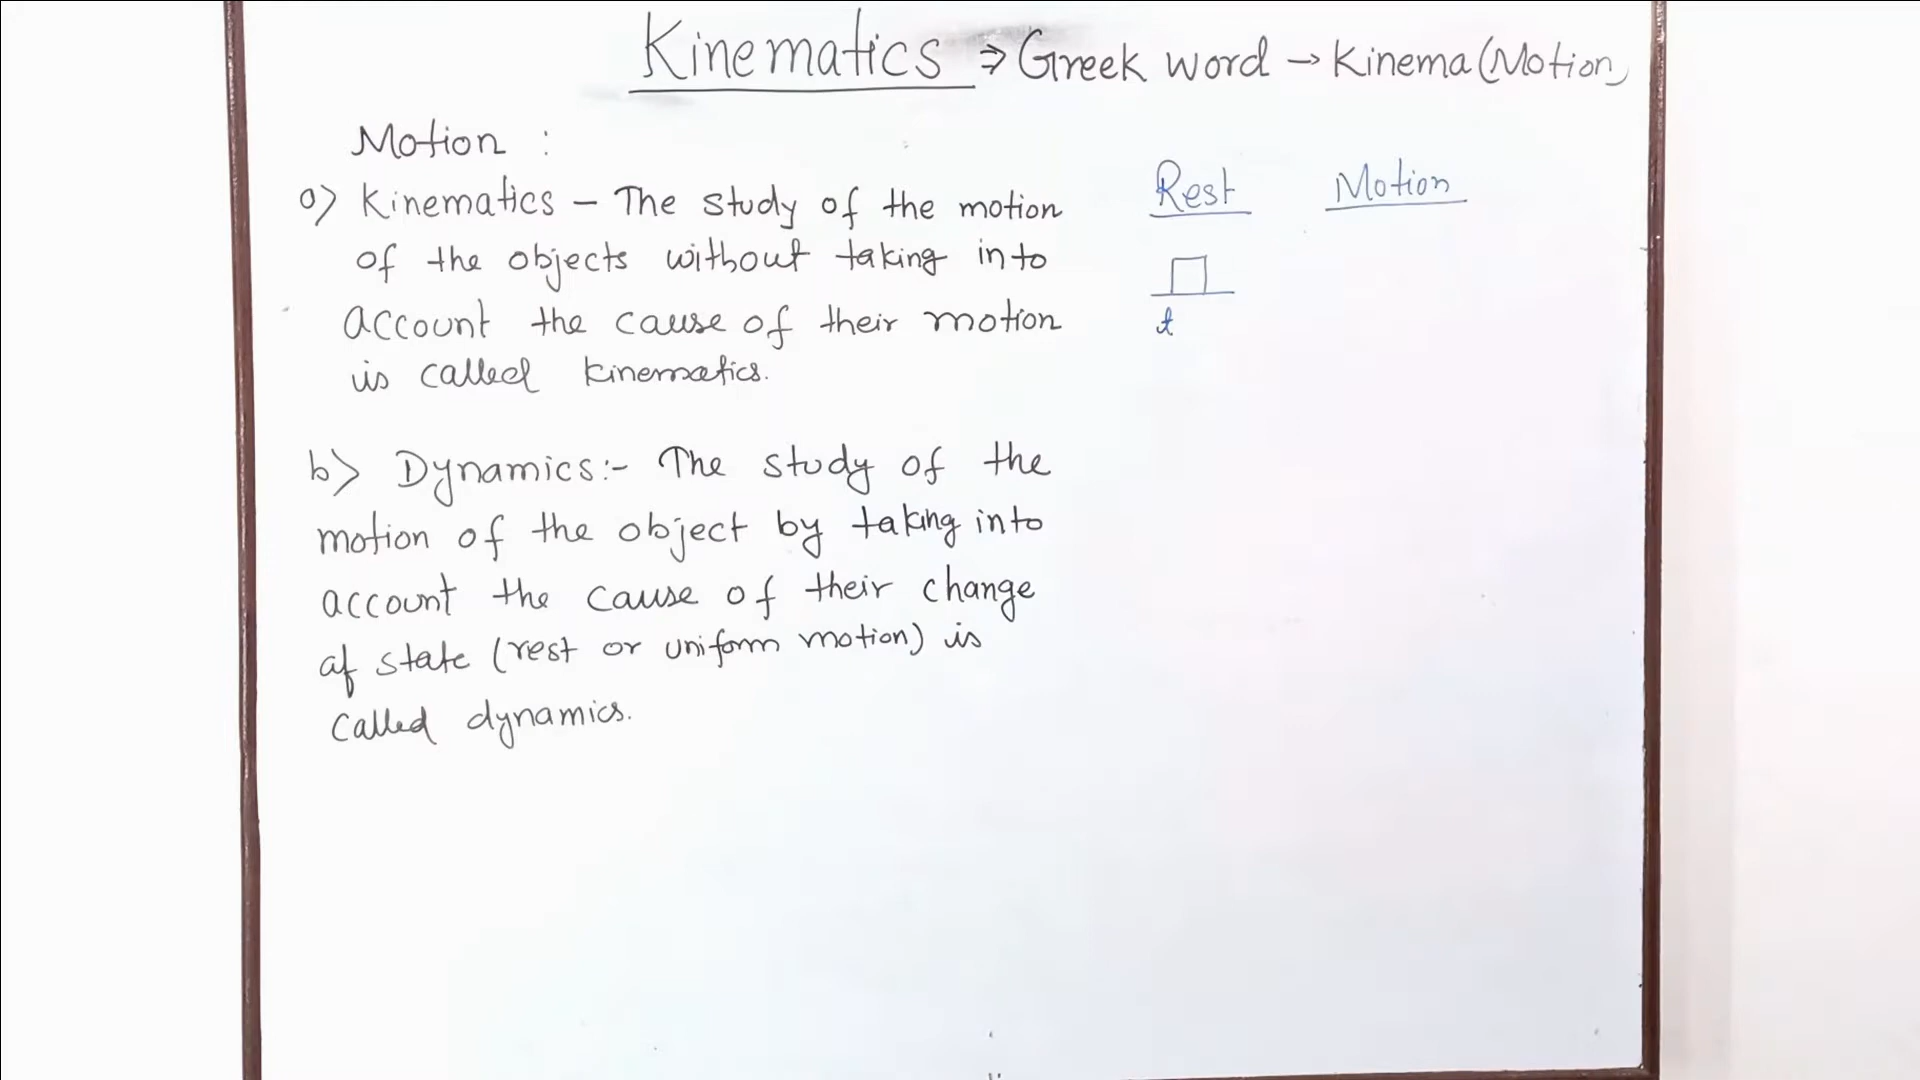 Kinematics ⇒ Greek word → Kinema (Motion)
Motion :
a) Kinematics – The study of the motion
of the objects without taking into
account the cause of their motion
is called kinematics.
b) Dynamics:- The study of the
motion of the object by taking into
account the cause of their change
of state (rest or uniform motion) is
called dynamics.
Rest Motion
t